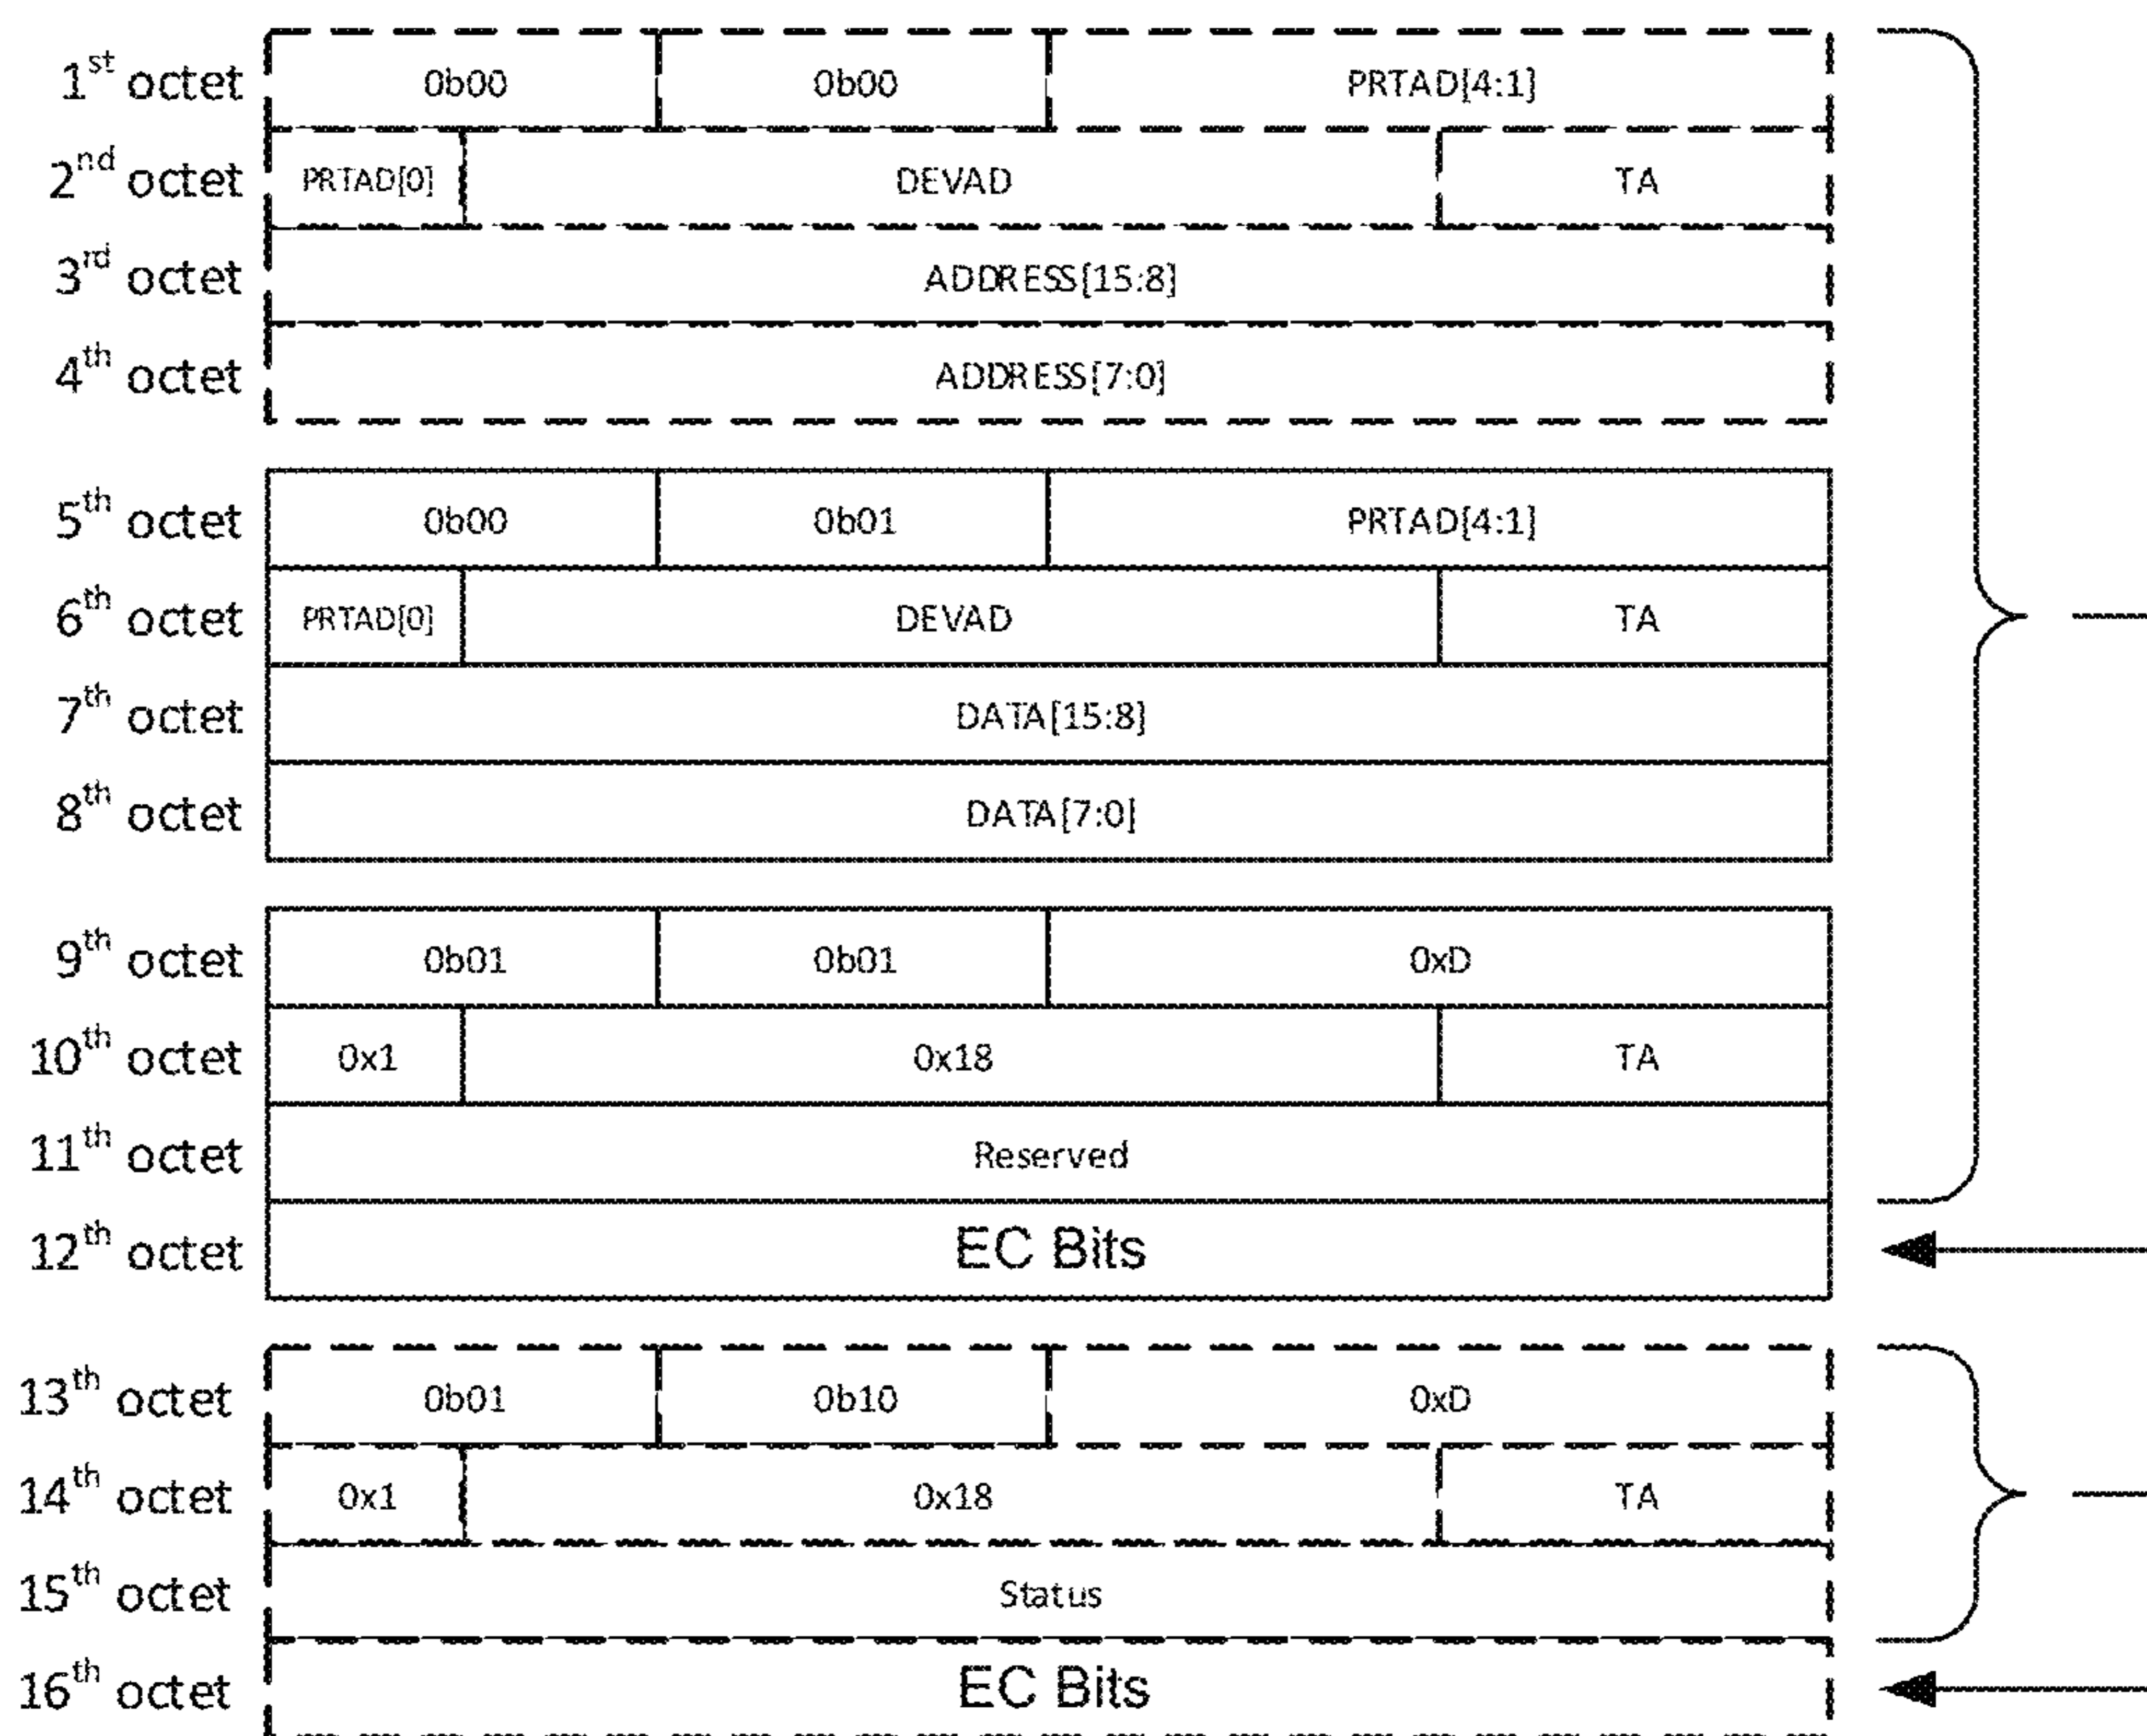 1st octet 0b00 0b00 PRTAD[4:1]
2nd octet PRTAD[0] DEVAD TA
3rd octet ADDRESS[15:8]
4th octet ADDRESS[7:0]
5th octet 0b00 0b01 PRTAD[4:1]
6th octet PRTAD[0] DEVAD TA
7th octet DATA[15:8]
8th octet DATA[7:0]
9th octet 0b01 0b01 0xD
10th octet 0x1 0x18 TA
11th octet Reserved
12th octet EC Bits
13th octet 0b01 0b10 0xD
14th octet 0x1 0x18 TA
15th octet Status
16th octet EC Bits